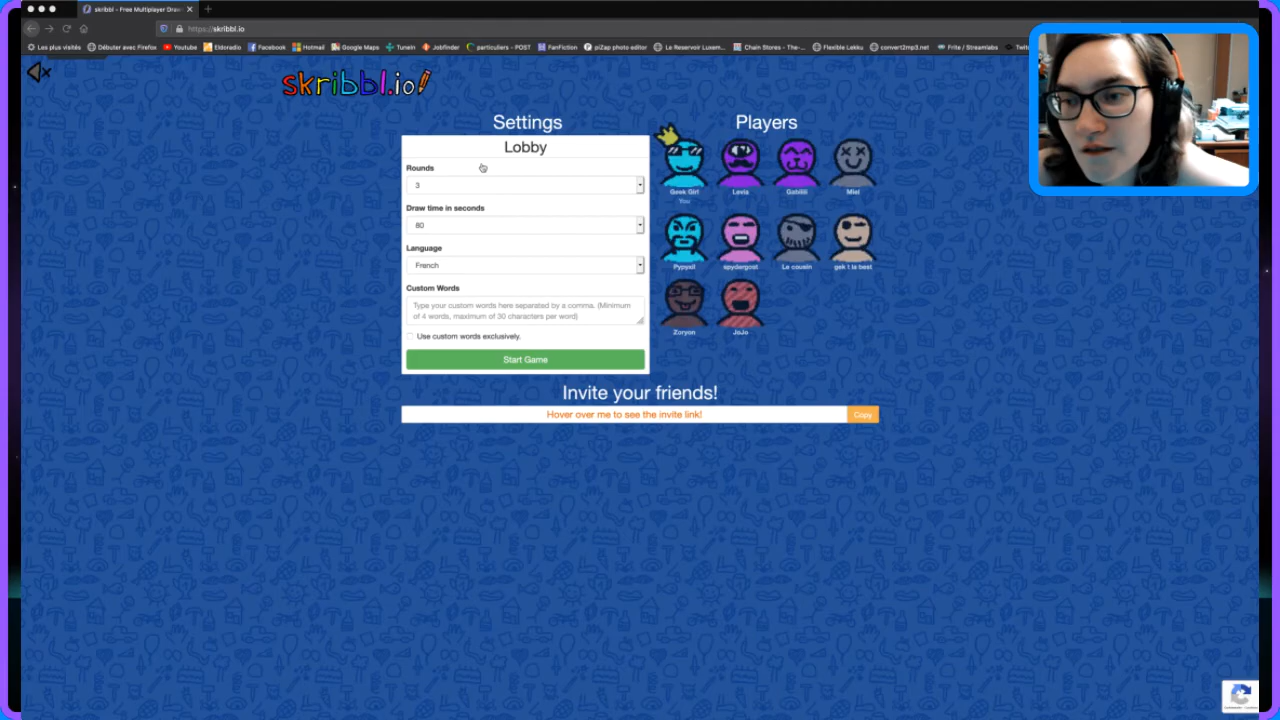 skribbl - Free Multiplayer Draw
https://skribbl.io
Les plus visités Débuter avec Firefox Youtube Eldoradio Facebook Hotmail Google Maps TuneIn Jobfinder particuliers - POST FanFiction piZap photo editor Le Reservoir Luxem... Chain Stores - The-... Flexible Lekku convert2mp3.net Frite / Streamlabs Twit
skribbl.io
Settings
Players
Lobby
Rounds
3
Draw time in seconds
80
Language
French
Custom Words
Type your custom words here separated by a comma. (Minimum
of 4 words, maximum of 30 characters per word)
Use custom words exclusively.
Start Game
Geek Girl Levia Gabiiiii Miel
You
Pypyxil spydergost Le cousin gek t la best
Zoryon JoJo
Invite your friends!
Hover over me to see the invite link! Copy